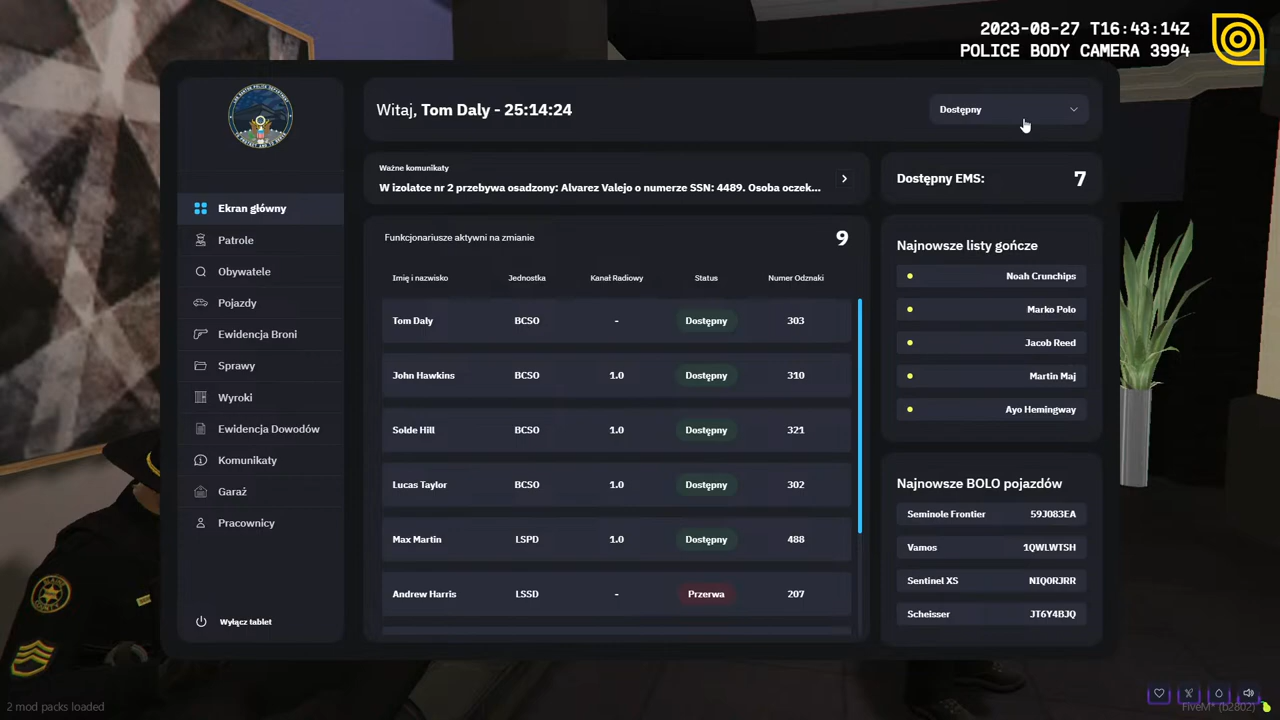 2023-08-27 T16:43:14Z
POLICE BODY CAMERA 3994
Witaj, Tom Daly - 25:14:24
Dostępny
Ważne komunikaty
W izolatce nr 2 przebywa osadzony: Alvarez Valejo o numerze SSN: 4489. Osoba oczek...
Dostępny EMS: 7
Ekran główny
Patrole
Obywatele
Pojazdy
Ewidencja Broni
Sprawy
Wyroki
Ewidencja Dowodów
Komunikaty
Garaż
Pracownicy
Wyłącz tablet
Funkcjonariusze aktywni na zmianie 9
Imię i nazwisko Jednostka Kanał Radiowy Status Numer Odznaki
Tom Daly BCSO - Dostępny 303
John Hawkins BCSO 1.0 Dostępny 310
Solde Hill BCSO 1.0 Dostępny 321
Lucas Taylor BCSO 1.0 Dostępny 302
Max Martin LSPD 1.0 Dostępny 488
Andrew Harris LSSD - Przerwa 207
Najnowsze listy gończe
Noah Crunchips
Marko Polo
Jacob Reed
Martin Maj
Ayo Hemingway
Najnowsze BOLO pojazdów
Seminole Frontier 59J083EA
Vamos 1QWLWTSH
Sentinel XS NIQ0RJRR
Scheisser JT6Y4BJQ
2 mod packs loaded
FiveM* (b2802)